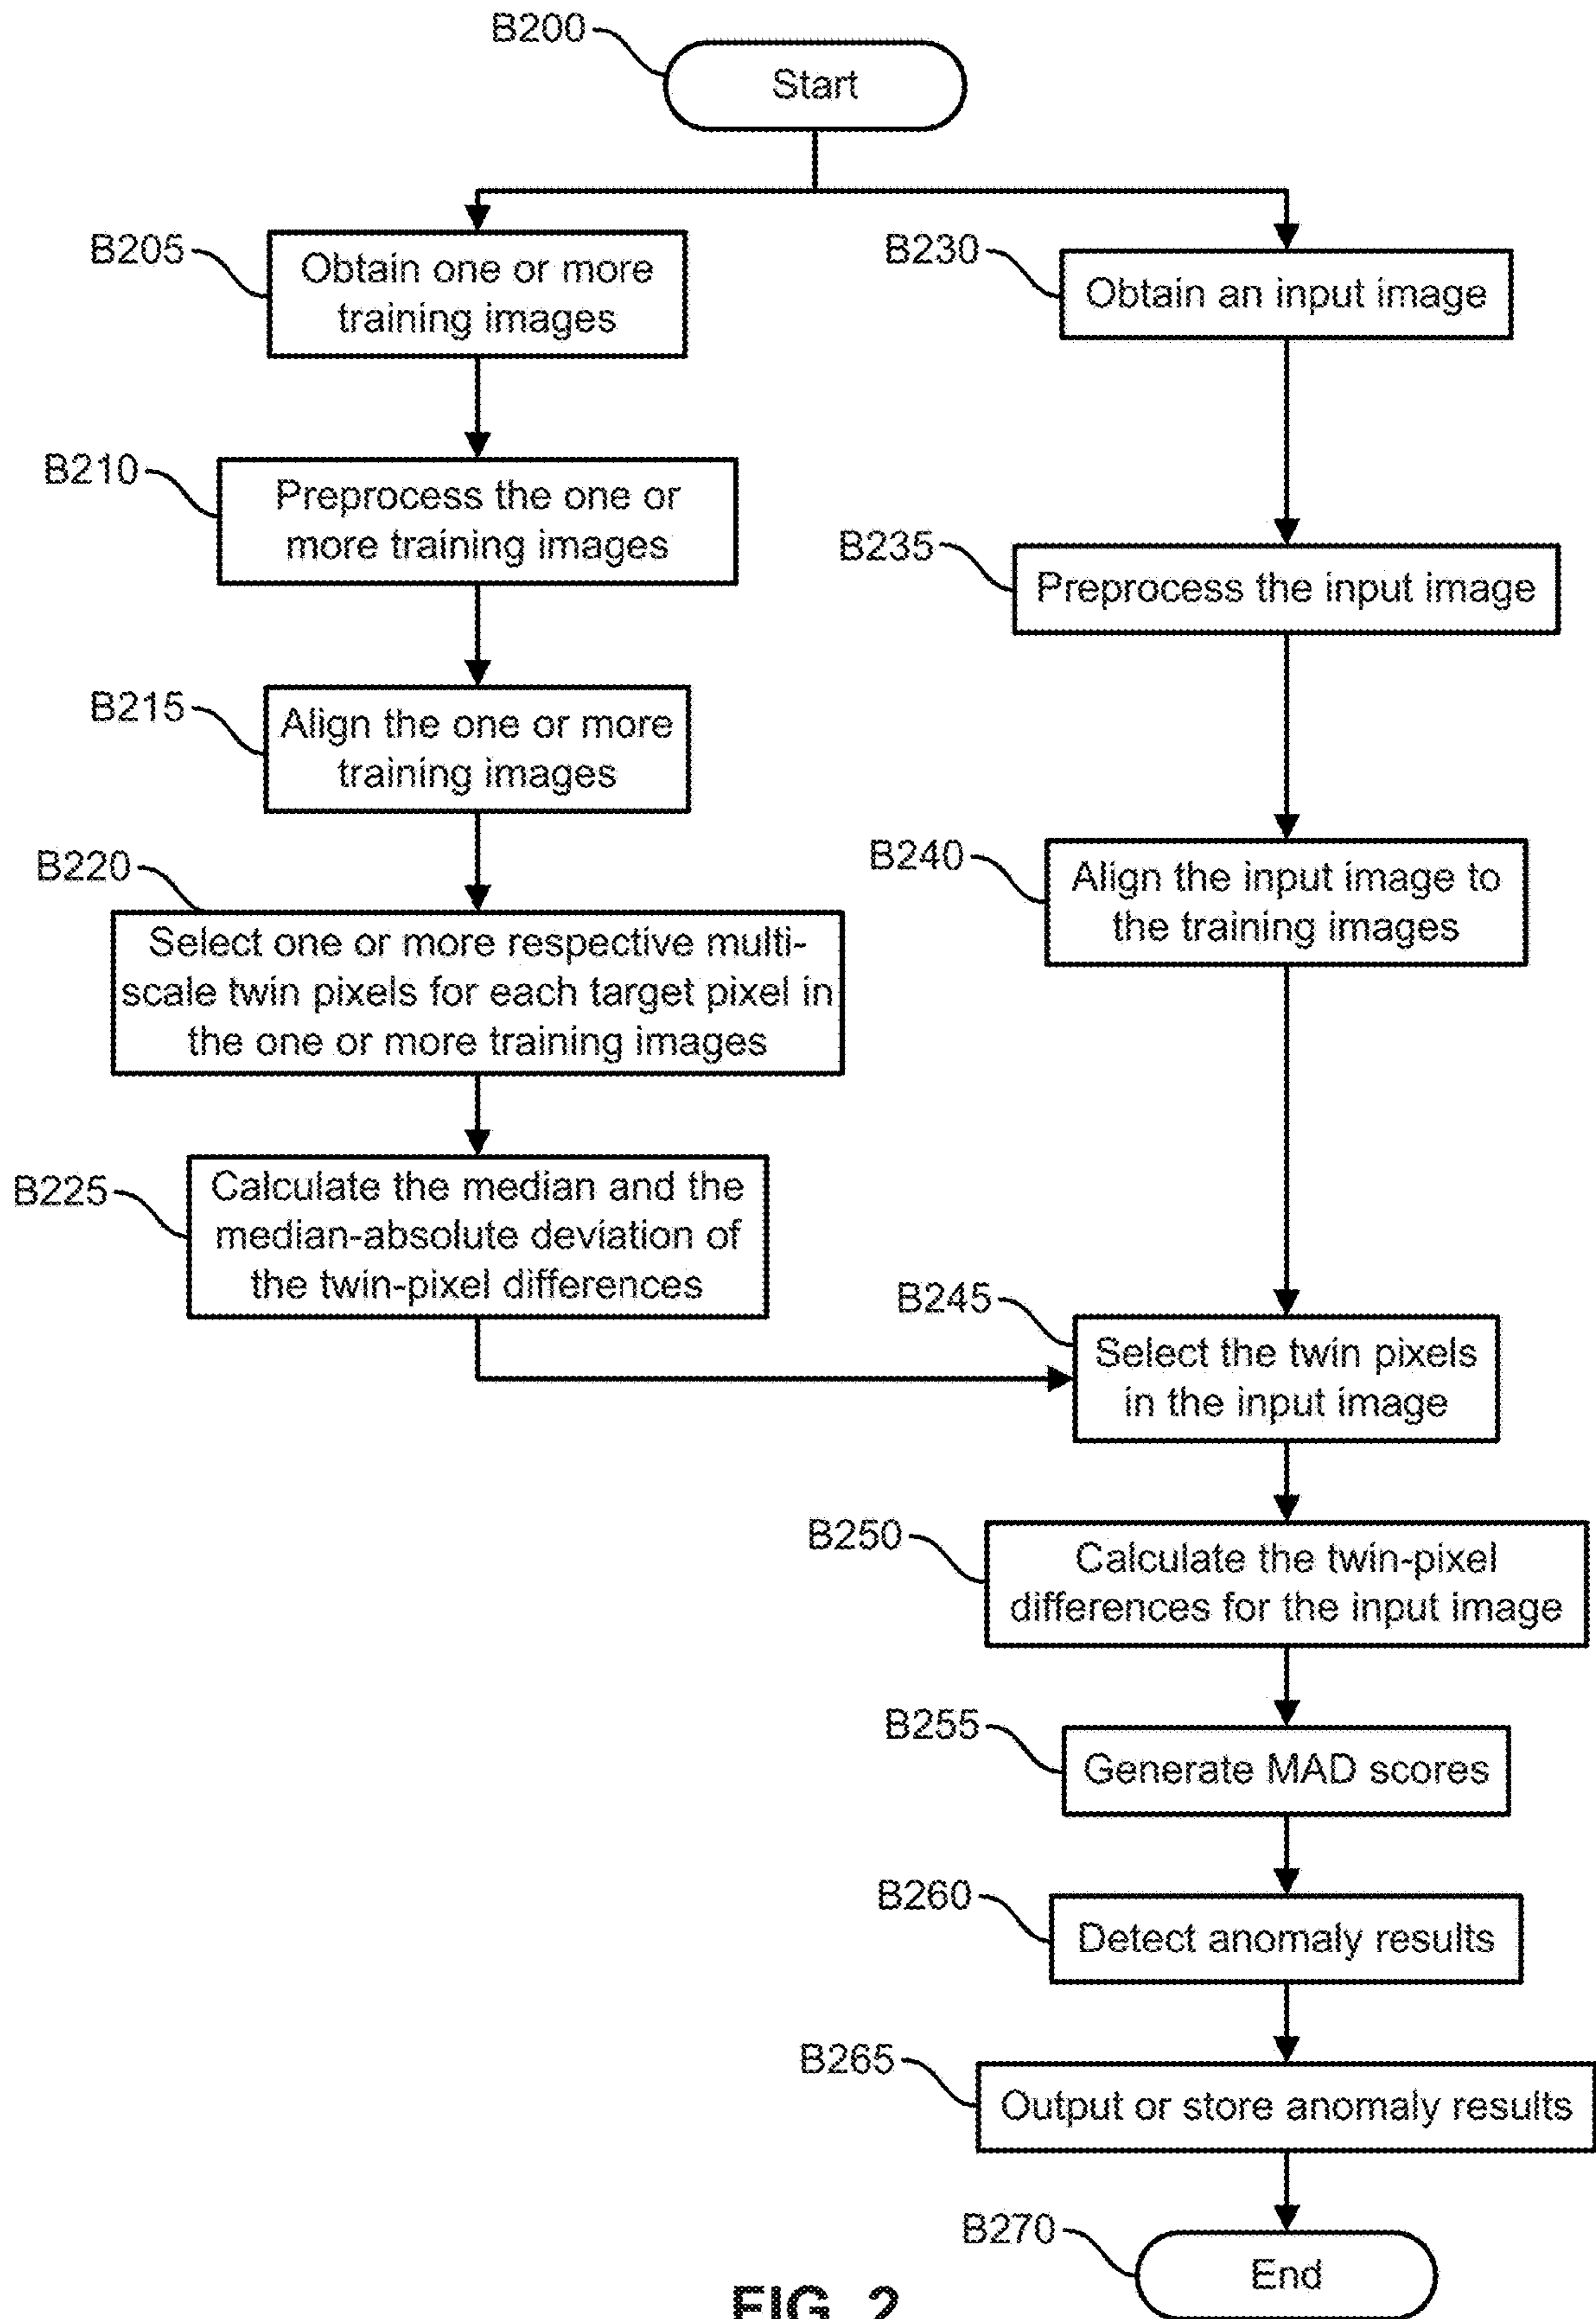 B200
Start
B205
Obtain one or more
training images
B210
Preprocess the one or
more training images
B215
Align the one or more
training images
B220
Select one or more respective multi-
scale twin pixels for each target pixel in
the one or more training images
B225
Calculate the median and the
median-absolute deviation of
the twin-pixel differences
B230
Obtain an input image
B235
Preprocess the input image
B240
Align the input image to
the training images
B245
Select the twin pixels
in the input image
B250
Calculate the twin-pixel
differences for the input image
B255
Generate MAD scores
B260
Detect anomaly results
B265
Output or store anomaly results
B270
End
FIG. 2